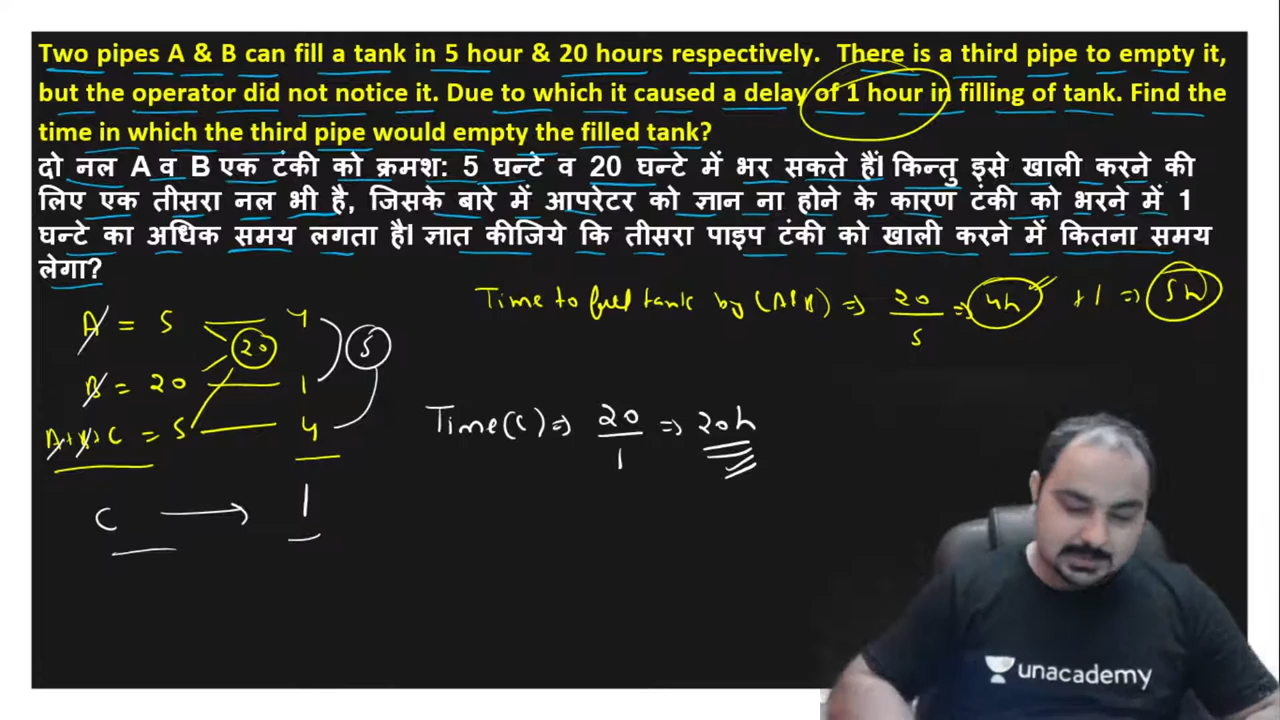 Two pipes A & B can fill a tank in 5 hour & 20 hours respectively. There is a third pipe to empty it,
but the operator did not notice it. Due to which it caused a delay of 1 hour in filling of tank. Find the
time in which the third pipe would empty the filled tank?
दो नल A व B एक टंकी को क्रमश: 5 घन्टे व 20 घन्टे में भर सकते हैं। किन्तु इसे खाली करने की
लिए एक तीसरा नल भी है, जिसके बारे में आपरेटर को ज्ञान ना होने के कारण टंकी को भरने में 1
घन्टे का अधिक समय लगता है। ज्ञात कीजिये कि तीसरा पाइप टंकी को खाली करने में कितना समय
लेगा?
Time to fuel tank by (A+B) ⇒ 20/5 ⇒ 4h +1 ⇒ 5h
A = 5 4
20 5
B = 20 1
A+B+C = 5 4
Time(C) ⇒ 20/1 ⇒ 20h
C → 1
unacademy